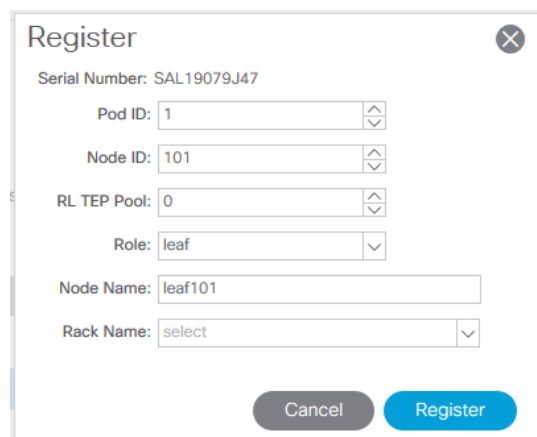 Register
Serial Number: SAL19079J47
Pod ID: 1
Node ID: 101
RL TEP Pool: 0
Role: leaf
Node Name: leaf101
Rack Name: select
Cancel Register